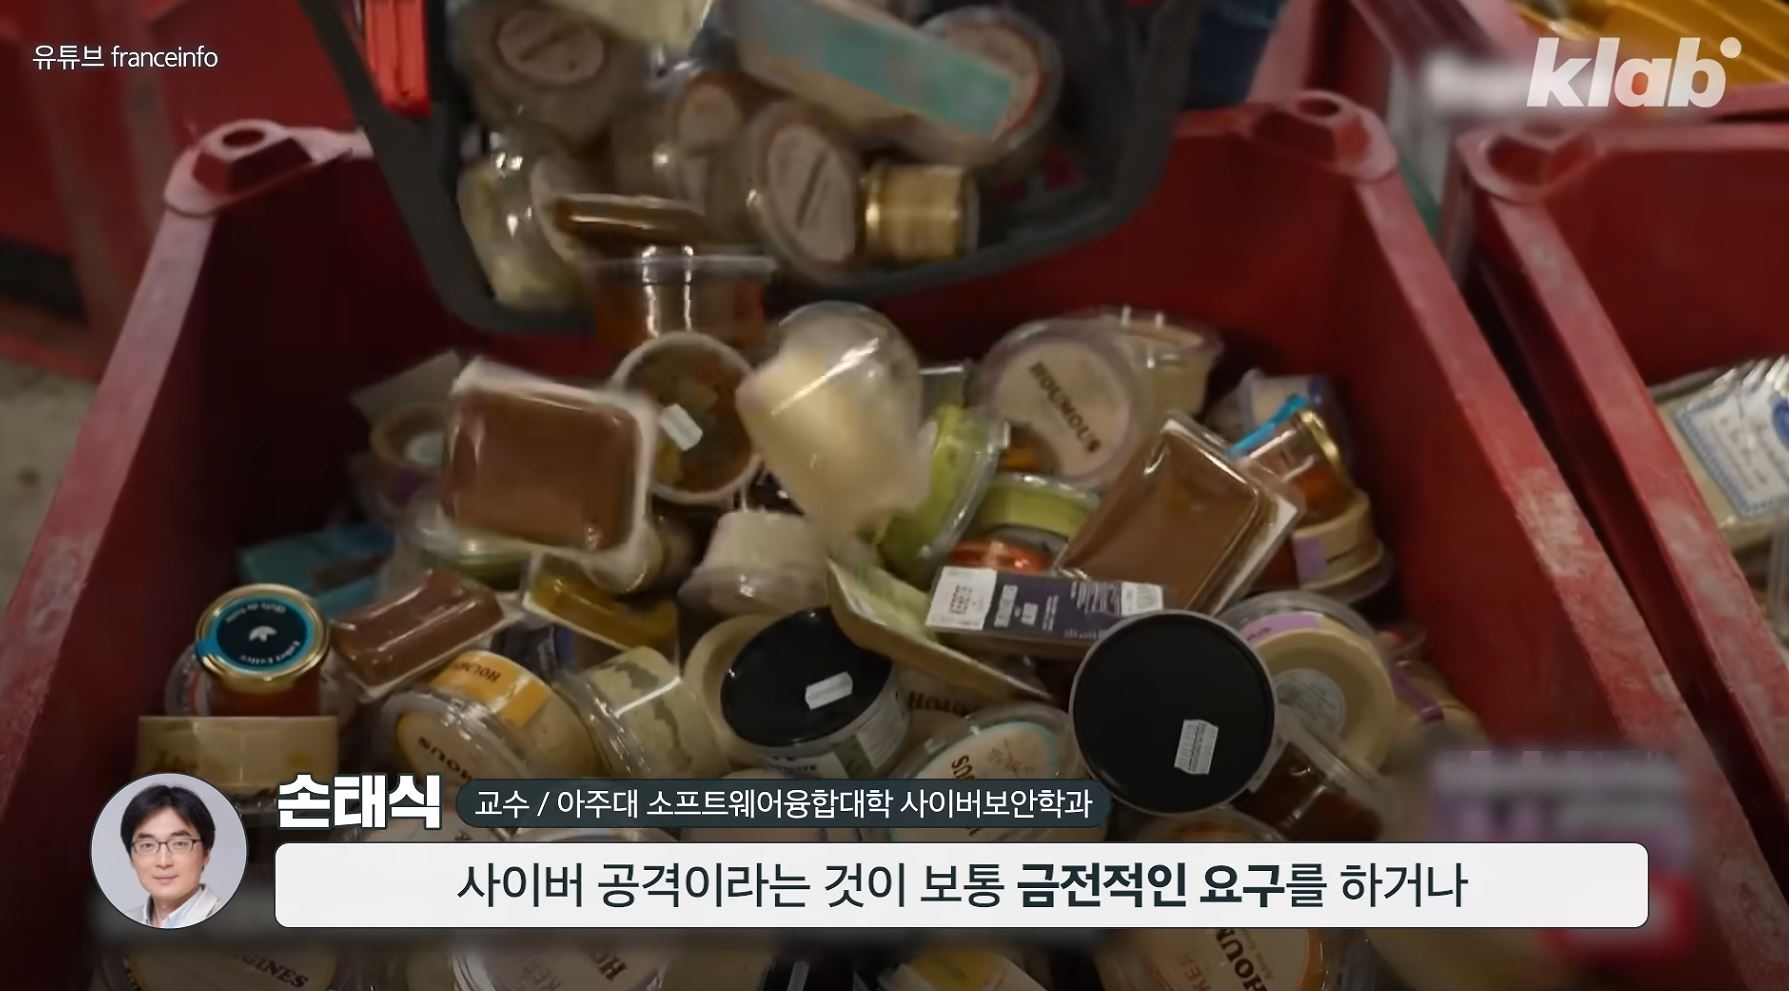 유튜브 franceinfo
klab
HOUMOUS
HOUMO
손태식
교수 / 아주대 소프트웨어융합대학 사이버보안학과
사이버 공격이라는 것이 보통 금전적인 요구를 하거나